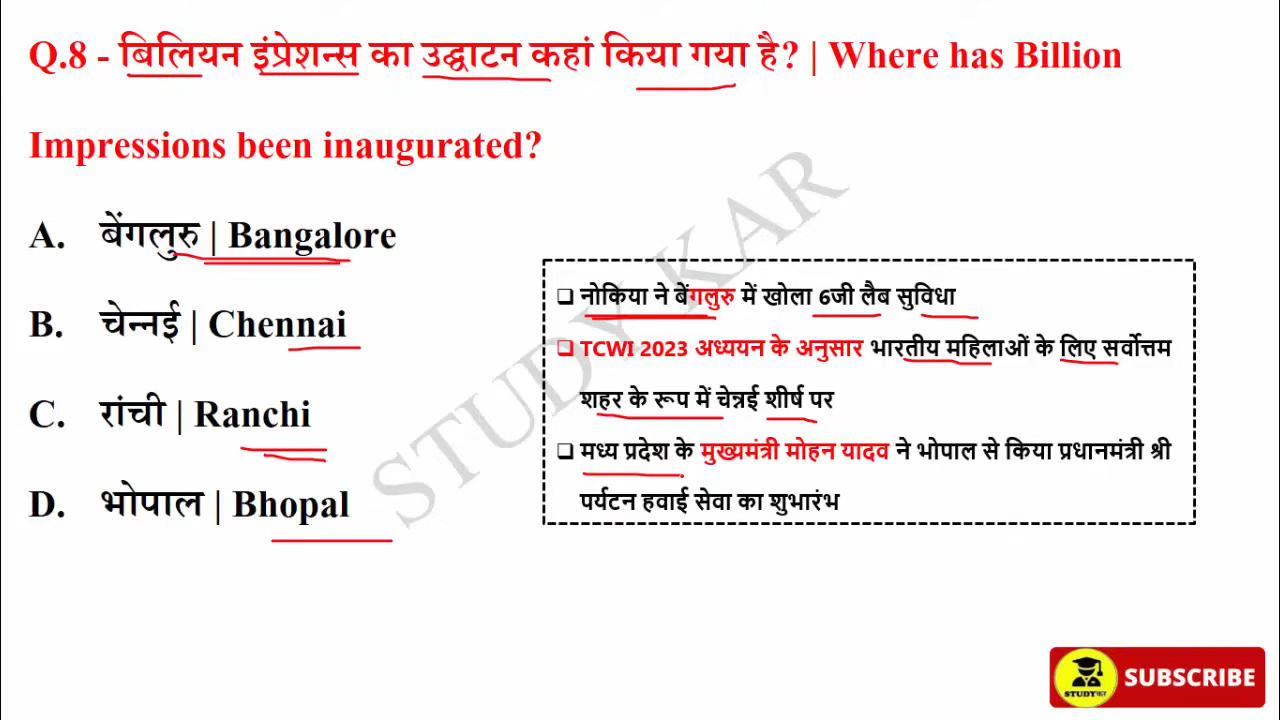 Q.8 - बिलियन इंप्रेशन्स का उद्घाटन कहां किया गया है? | Where has Billion
Impressions been inaugurated?
A. बेंगलुरु | Bangalore
B. चेन्नई | Chennai
C. रांची | Ranchi
D. भोपाल | Bhopal
नोकिया ने बेंगलुरु में खोला 6जी लैब सुविधा
TCWI 2023 अध्ययन के अनुसार भारतीय महिलाओं के लिए सर्वोत्तम
शहर के रूप में चेन्नई शीर्ष पर
मध्य प्रदेश के मुख्यमंत्री मोहन यादव ने भोपाल से किया प्रधानमंत्री श्री
पर्यटन हवाई सेवा का शुभारंभ
STUDY KAR
STUDYकर
SUBSCRIBE